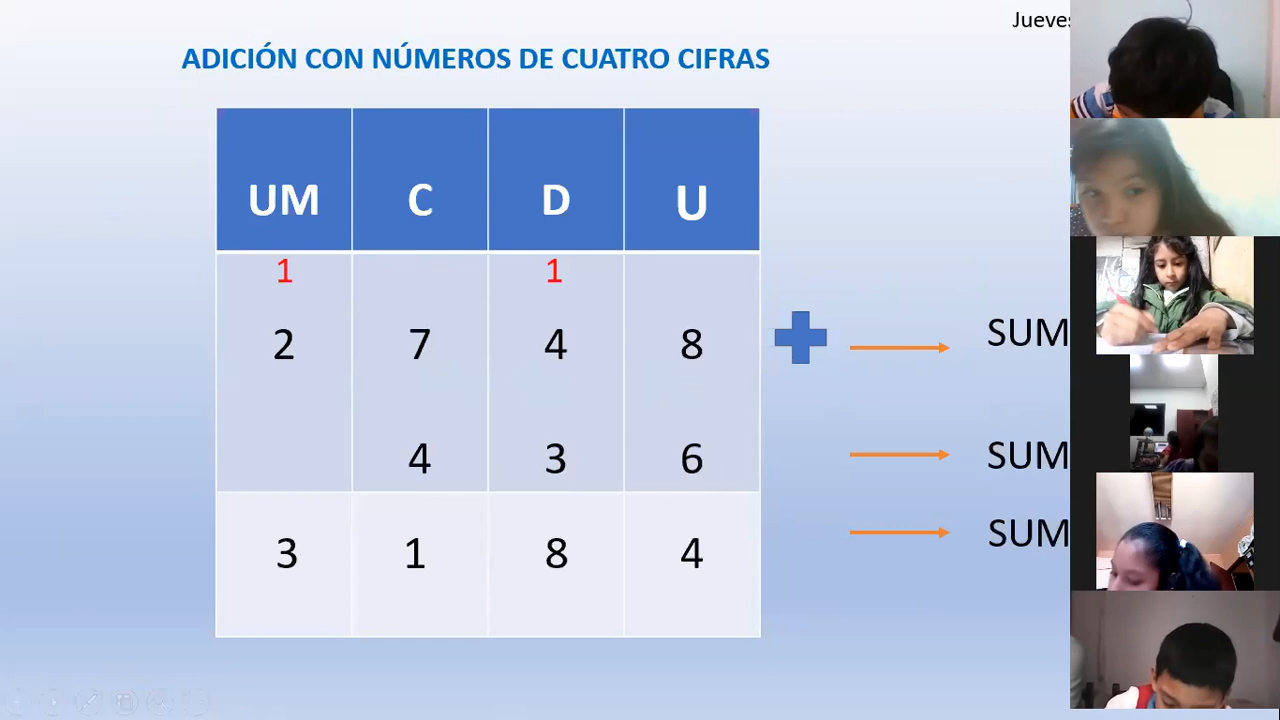 Jueves
ADICIÓN CON NÚMEROS DE CUATRO CIFRAS
UM C D U
1 1
2 7 4 8 SUM
4 3 6 SUM
3 1 8 4 SUM